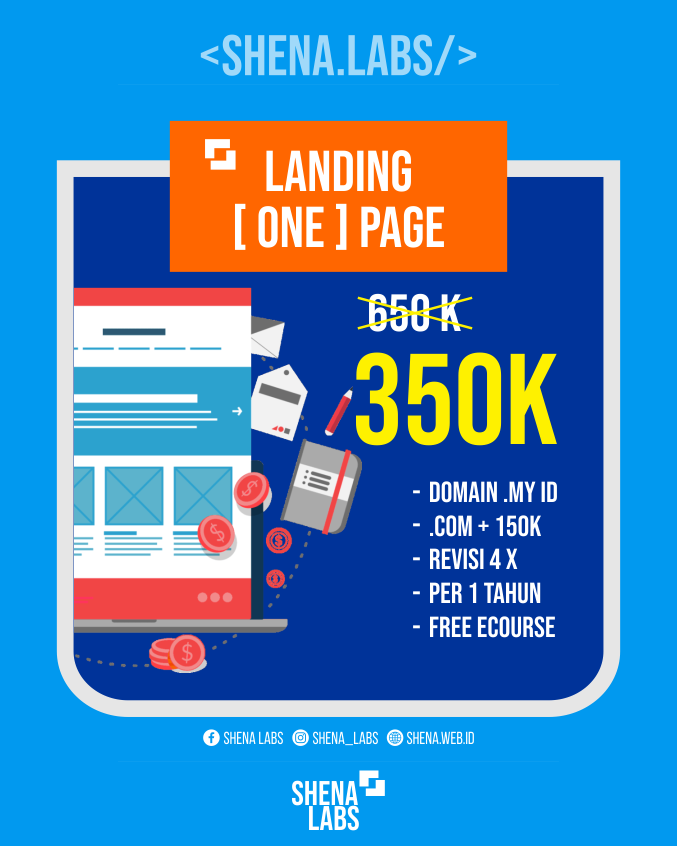 <SHENA.LABS/>
LANDING
[ ONE ] PAGE
650 K
350K
- DOMAIN .MY ID
- .COM + 150K
- REVISI 4 X
- PER 1 TAHUN
- FREE ECOURSE
SHENA LABS SHENA_LABS SHENA.WEB.ID
SHENA
LABS